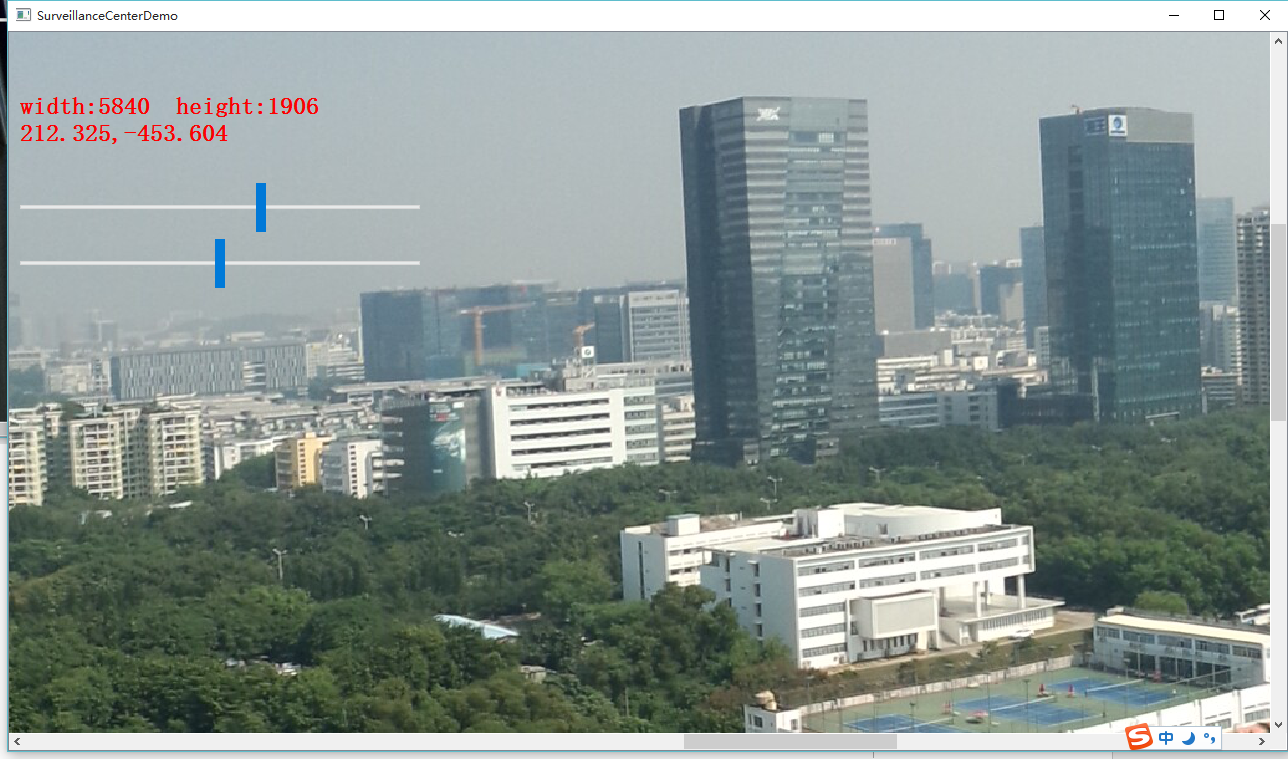 SurveillanceCenterDemo
width:5840  height:1906
212.325,-453.604
中